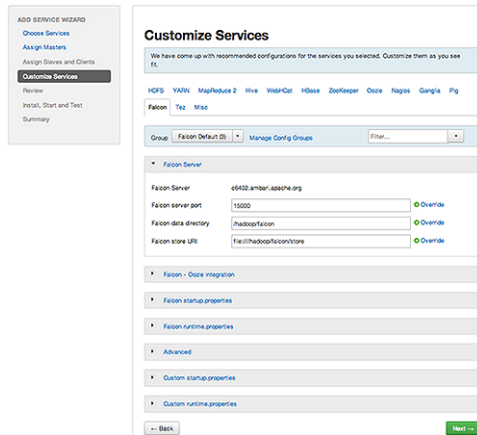 ADD SERVICE WIZARD
Choose Services
Assign Masters
Assign Slaves and Clients
Customize Services
Review
Install, Start and Test
Summary
Customize Services
We have come up with recommended configurations for the services you selected. Customize them as you see
fit.
HDFS YARN MapReduce 2 Hive WebHCat HBase ZooKeeper Oozie Nagios Ganglia Pig
Falcon Tez Misc
Group Falcon Default (0) Manage Config Groups Filter...
Falcon Server
Falcon Server c6402.ambari.apache.org
Falcon server port 15000 Override
Falcon data directory /hadoop/falcon Override
Falcon store URI file:///hadoop/falcon/store Override
Falcon - Oozie integration
Falcon startup.properties
Falcon runtime.properties
Advanced
Custom startup.properties
Custom runtime.properties
← Back Next →